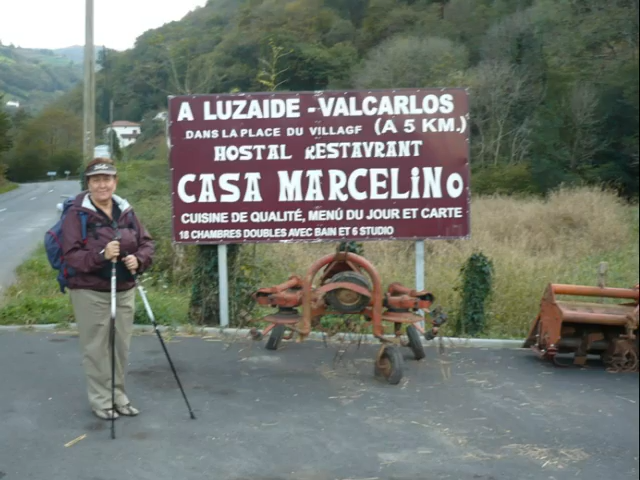 A LUZAIDE - VALCARLOS
DANS LA PLACE DU VILLAGF (A 5 KM.)
HOSTAL RESTAVRANT
CASA MARCELINO
CUISINE DE QUALITÉ, MENÚ DU JOUR ET CARTE
18 CHAMBRES DOUBLES AVEC BAIN ET 6 STUDIO